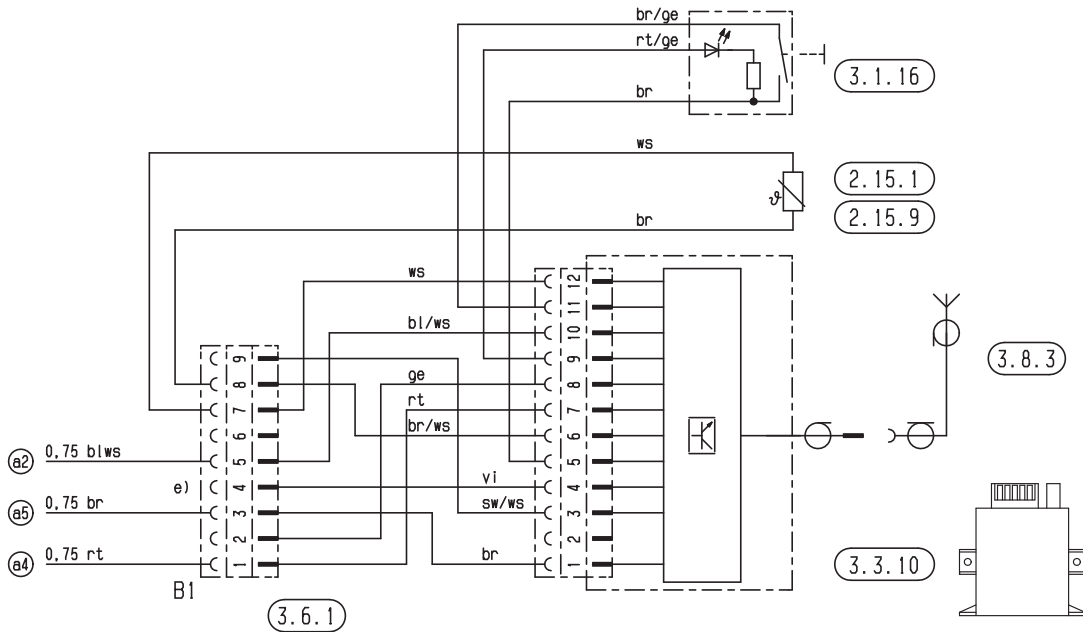 br/ge
rt/ge
3.1.16
br
ws
2.15.1
2.15.9
ϑ
br
ws
12
11
bl/ws
10
9
9
3.8.3
8
ge
8
7
rt
7
6
br/ws
6
a2 0,75 blws
5
5
e)
4
vi
4
a5 0,75 br
3
sw/ws
3
2
2
a4 0,75 rt
1
br
1
3.3.10
B1
3.6.1